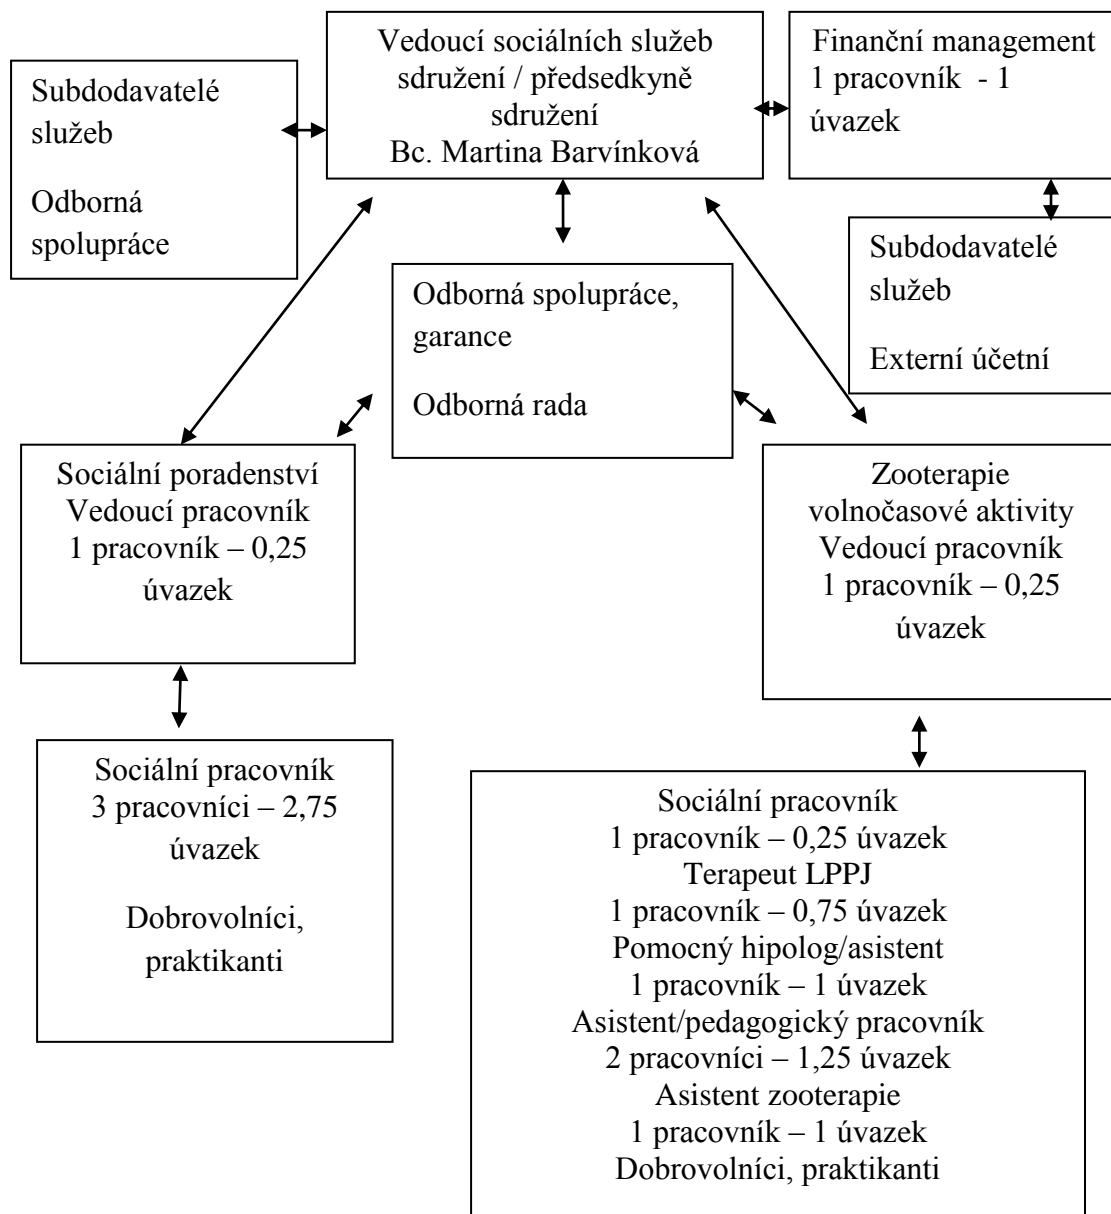 Vedoucí sociálních služeb
sdružení / předsedkyně
sdružení
Bc. Martina Barvínková
Finanční management
1 pracovník - 1
úvazek
Subdodavatelé
služeb
Odborná
spolupráce
Subdodavatelé
služeb
Externí účetní
Odborná spolupráce,
garance
Odborná rada
Sociální poradenství
Vedoucí pracovník
1 pracovník – 0,25
úvazek
Zooterapie
volnočasové aktivity
Vedoucí pracovník
1 pracovník – 0,25
úvazek
Sociální pracovník
3 pracovníci – 2,75
úvazek
Dobrovolníci,
praktikanti
Sociální pracovník
1 pracovník – 0,25 úvazek
Terapeut LPPJ
1 pracovník – 0,75 úvazek
Pomocný hipolog/asistent
1 pracovník – 1 úvazek
Asistent/pedagogický pracovník
2 pracovníci – 1,25 úvazek
Asistent zooterapie
1 pracovník – 1 úvazek
Dobrovolníci, praktikanti